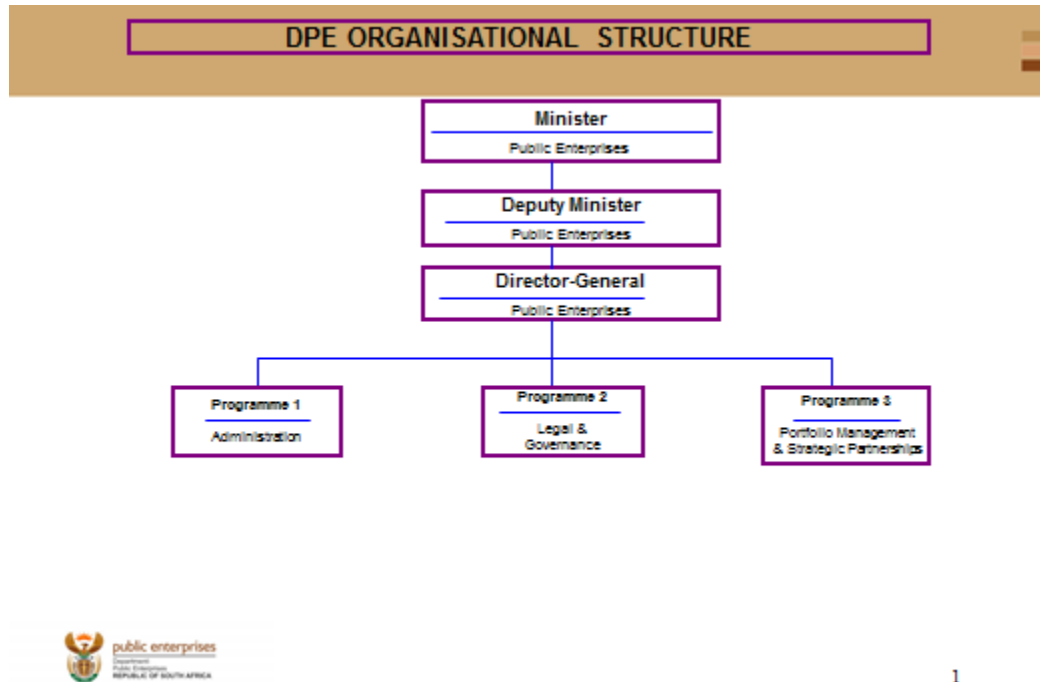 DPE ORGANISATIONAL STRUCTURE
Minister
Public Enterprises
Deputy Minister
Public Enterprises
Director-General
Public Enterprises
Programme 1
Administration
Programme 2
Legal &
Governance
Programme 3
Portfolio Management
& Strategic Partnerships
public enterprises
Department:
Public Enterprises
REPUBLIC OF SOUTH AFRICA
1